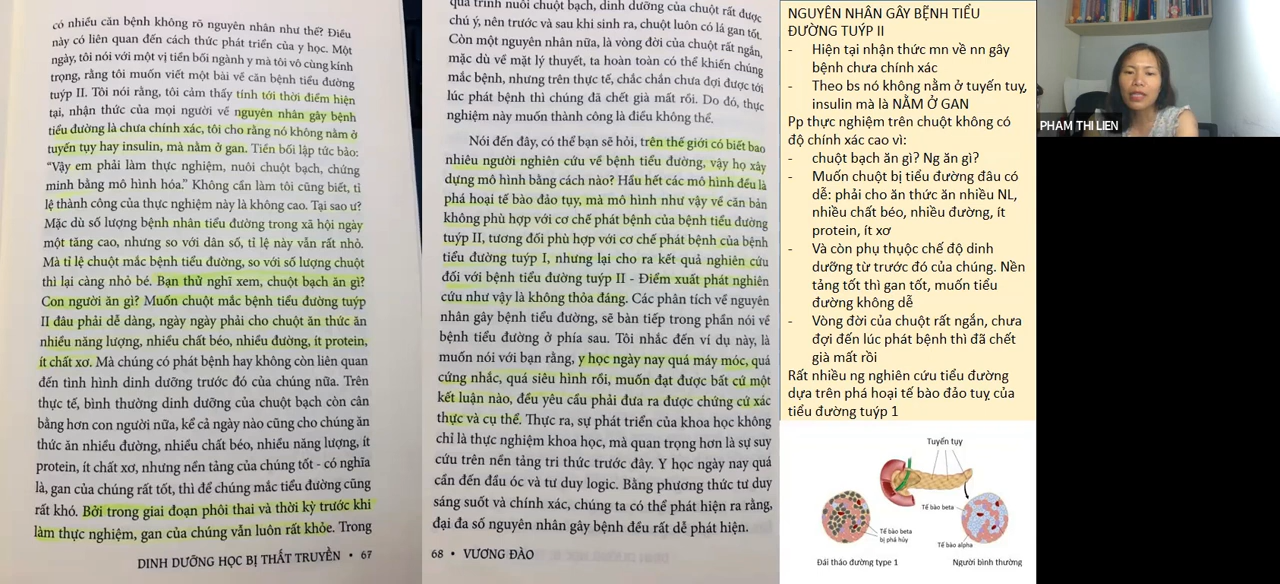 có nhiều căn bệnh không rõ nguyên nhân như thế? Điều
này có liên quan đến cách thức phát triển của y học. Một
ngày, tôi nói với một vị tiền bối ngành y mà tôi vô cùng kính
trọng, rằng tôi muốn viết một bài về căn bệnh tiểu đường
tuýp II. Tôi nói rằng, tôi cảm thấy tính tới thời điểm hiện
tại, nhận thức của mọi người về nguyên nhân gây bệnh
tiểu đường là chưa chính xác, tôi cho rằng nó không nằm ở
tuyến tụy hay insulin, mà nằm ở gan. Tiền bối lập tức bảo:
“Vậy em phải làm thực nghiệm, nuôi chuột bạch, chứng
minh bằng mô hình hóa.” Không cần làm tôi cũng biết, tỉ
lệ thành công của thực nghiệm này là không cao. Tại sao ư?
Mặc dù số lượng bệnh nhân tiểu đường trong xã hội ngày
một tăng cao, nhưng so với dân số, tỉ lệ này vẫn rất nhỏ.
Mà tỉ lệ chuột mắc bệnh tiểu đường, so với số lượng chuột
thì lại càng nhỏ bé. Bạn thử nghĩ xem, chuột bạch ăn gì?
Con người ăn gì? Muốn chuột mắc bệnh tiểu đường tuýp
II đâu phải dễ dàng, ngày ngày phải cho chuột ăn thức ăn
nhiều năng lượng, nhiều chất béo, nhiều đường, ít protein,
ít chất xơ. Mà chúng có phát bệnh hay không còn liên quan
đến tình hình dinh dưỡng trước đó của chúng nữa. Trên
thực tế, bình thường dinh dưỡng của chuột bạch còn cân
bằng hơn con người nữa, kể cả ngày nào cũng cho chúng ăn
thức ăn nhiều đường, nhiều chất béo, nhiều năng lượng, ít
protein, ít chất xơ, nhưng nền tảng của chúng tốt - có nghĩa
là, gan của chúng rất tốt, thì để chúng mắc tiểu đường cũng
rất khó. Bởi trong giai đoạn phôi thai và thời kỳ trước khi
làm thực nghiệm, gan của chúng vẫn luôn rất khỏe. Trong
DINH DƯỠNG HỌC BỊ THẤT TRUYỀN • 67
quá trình nuôi chuột bạch, dinh dưỡng của chuột rất được
chú ý, nên trước và sau khi sinh ra, chuột luôn có lá gan tốt.
Còn một nguyên nhân nữa, là vòng đời của chuột rất ngắn,
mặc dù về mặt lý thuyết, ta hoàn toàn có thể khiến chúng
mắc bệnh, nhưng trên thực tế, chắc chắn chưa đợi được tới
lúc phát bệnh thì chúng đã chết già mất rồi. Do đó, thực
nghiệm này muốn thành công là điều không thể.
Nói đến đây, có thể bạn sẽ hỏi, trên thế giới có biết bao
nhiêu người nghiên cứu về bệnh tiểu đường, vậy họ xây
dựng mô hình bằng cách nào? Hầu hết các mô hình đều là
phá hoại tế bào đảo tụy, mà mô hình như vậy về căn bản
không phù hợp với cơ chế phát bệnh của bệnh tiểu đường
tuýp II, tương đối phù hợp với cơ chế phát bệnh của bệnh
tiểu đường tuýp I, nhưng lại cho ra kết quả nghiên cứu
đối với bệnh tiểu đường tuýp II - Điểm xuất phát nghiên
cứu như vậy là không thỏa đáng. Các phân tích về nguyên
nhân gây bệnh tiểu đường, sẽ bàn tiếp trong phần nói về
bệnh tiểu đường ở phía sau. Tôi nhắc đến ví dụ này, là
muốn nói với bạn rằng, y học ngày nay quá máy móc, quá
cứng nhắc, quá siêu hình rồi, muốn đạt được bất cứ một
kết luận nào, đều yêu cầu phải đưa ra được chứng cứ xác
thực và cụ thể. Thực ra, sự phát triển của khoa học không
chỉ là thực nghiệm khoa học, mà quan trọng hơn là sự suy
cứu trên nền tảng tri thức trước đây. Y học ngày nay quá
cần đến đầu óc và tư duy logic. Bằng phương thức tư duy
sáng suốt và chính xác, chúng ta có thể phát hiện ra rằng,
đại đa số nguyên nhân gây bệnh đều rất dễ phát hiện.
68 • VƯƠNG ĐÀO
NGUYÊN NHÂN GÂY BỆNH TIỂU
ĐƯỜNG TUÝP II
- Hiện tại nhận thức mn về nn gây
bệnh chưa chính xác
- Theo bs nó không nằm ở tuyến tuỵ,
insulin mà là NẰM Ở GAN
Pp thực nghiệm trên chuột không có
độ chính xác cao vì:
- chuột bạch ăn gì? Ng ăn gì?
- Muốn chuột bị tiểu đường đâu có
dễ: phải cho ăn thức ăn nhiều NL,
nhiều chất béo, nhiều đường, ít
protein, ít xơ
- Và còn phụ thuộc chế độ dinh
dưỡng từ trước đó của chúng. Nền
tảng tốt thì gan tốt, muốn tiểu
đường không dễ
- Vòng đời của chuột rất ngắn, chưa
đợi đến lúc phát bệnh thì đã chết
già mất rồi
Rất nhiều ng nghiên cứu tiểu đường
dựa trên phá hoại tế bào đảo tuỵ của
tiểu đường tuýp 1
Tuyến tụy
Tế bào beta
Tế bào beta
bị phá hủy
Tế bào alpha
Đái tháo đường type 1
Người bình thường
PHAM THI LIEN